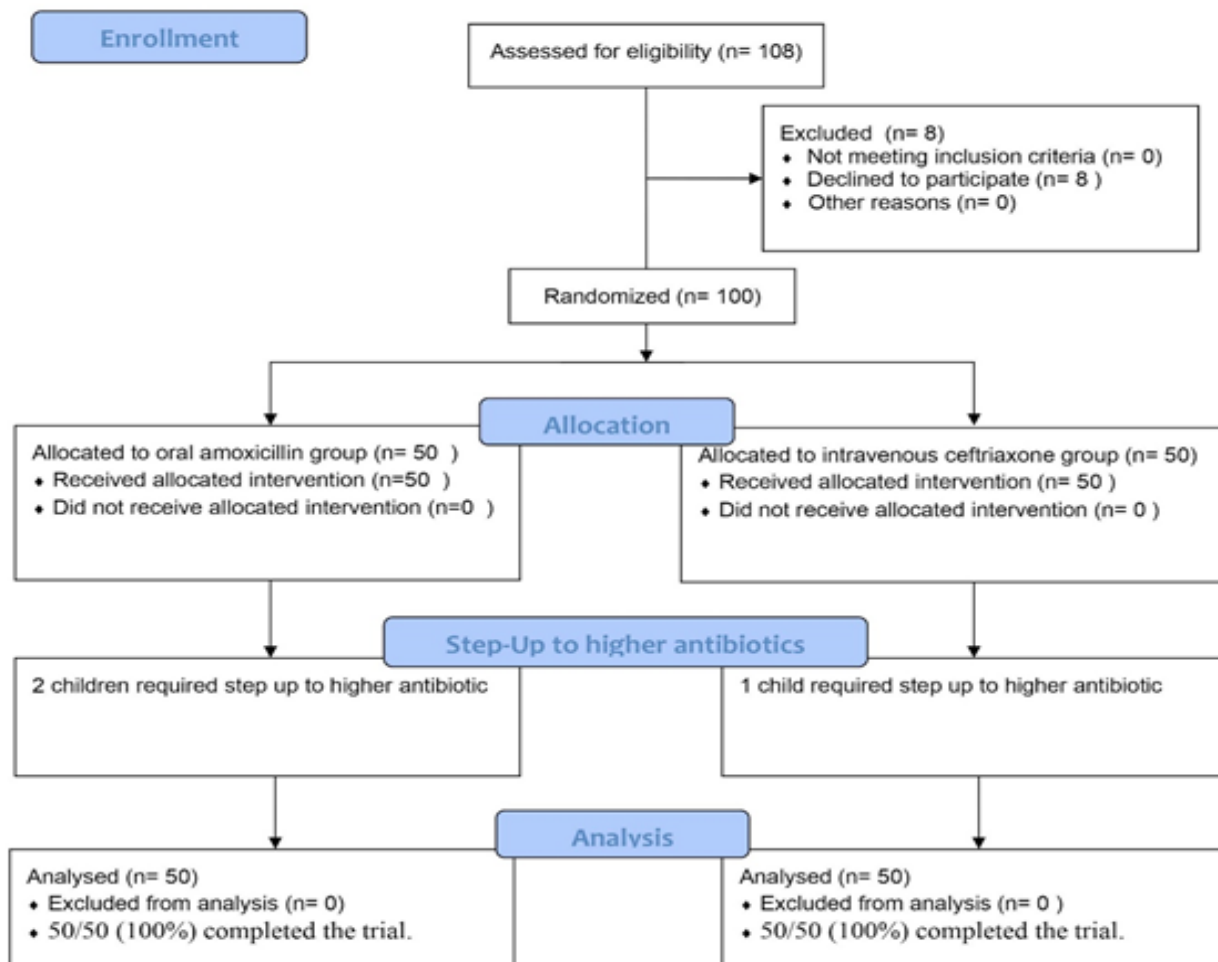 Enrollment
Assessed for eligibility (n= 108)
Excluded (n= 8)
⬧ Not meeting inclusion criteria (n= 0)
⬧ Declined to participate (n= 8 )
⬧ Other reasons (n= 0)
Randomized (n= 100)
Allocation
Allocated to oral amoxicillin group (n= 50 )
⬧ Received allocated intervention (n=50 )
⬧ Did not receive allocated intervention (n=0 )
Allocated to intravenous ceftriaxone group (n= 50)
⬧ Received allocated intervention (n= 50 )
⬧ Did not receive allocated intervention (n= 0 )
Step-Up to higher antibiotics
2 children required step up to higher antibiotic
1 child required step up to higher antibiotic
Analysis
Analysed (n= 50)
⬧ Excluded from analysis (n= 0)
⬧ 50/50 (100%) completed the trial.
Analysed (n= 50)
⬧ Excluded from analysis (n= 0 )
⬧ 50/50 (100%) completed the trial.